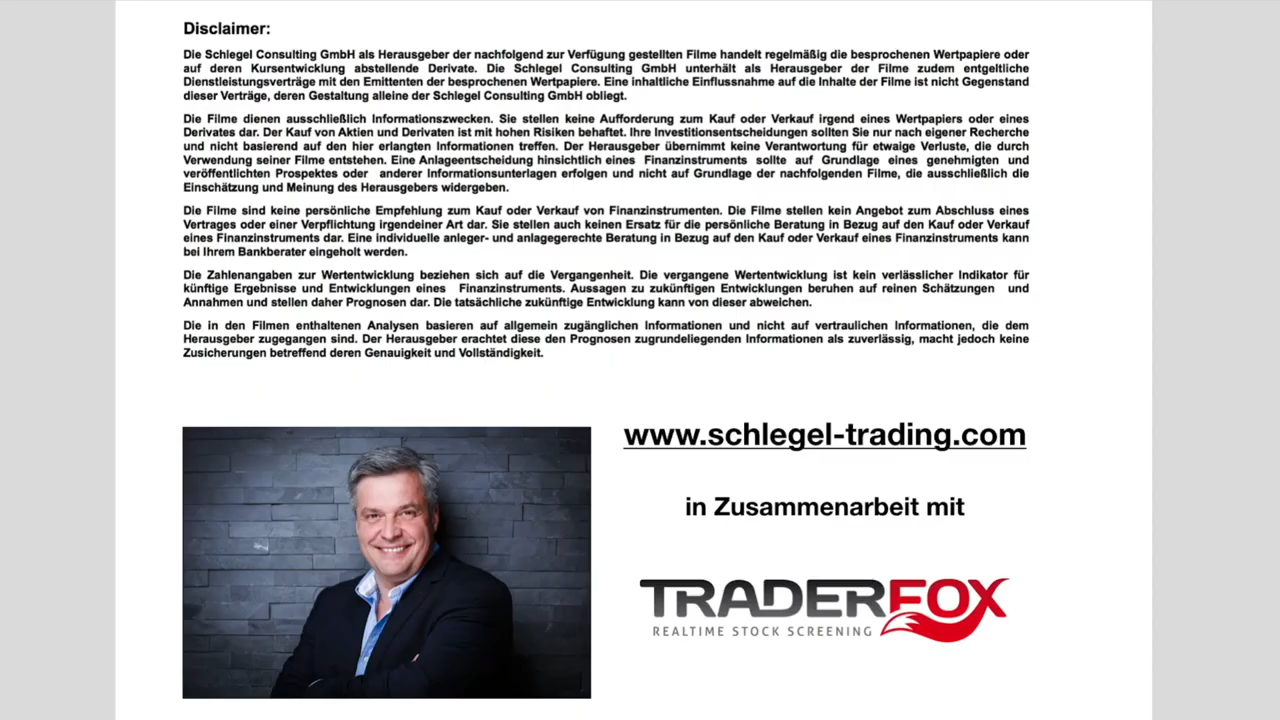 Disclaimer:
Die Schlegel Consulting GmbH als Herausgeber der nachfolgend zur Verfügung gestellten Filme handelt regelmäßig die besprochenen Wertpapiere oder
auf deren Kursentwicklung abstellende Derivate. Die Schlegel Consulting GmbH unterhält als Herausgeber der Filme zudem entgeltliche
Dienstleistungsverträge mit den Emittenten der besprochenen Wertpapiere. Eine inhaltliche Einflussnahme auf die Inhalte der Filme ist nicht Gegenstand
dieser Verträge, deren Gestaltung alleine der Schlegel Consulting GmbH obliegt.
Die Filme dienen ausschließlich Informationszwecken. Sie stellen keine Aufforderung zum Kauf oder Verkauf irgend eines Wertpapiers oder eines
Derivates dar. Der Kauf von Aktien und Derivaten ist mit hohen Risiken behaftet. Ihre Investitionsentscheidungen sollten Sie nur nach eigener Recherche
und nicht basierend auf den hier erlangten Informationen treffen. Der Herausgeber übernimmt keine Verantwortung für etwaige Verluste, die durch
Verwendung seiner Filme entstehen. Eine Anlageentscheidung hinsichtlich eines Finanzinstruments sollte auf Grundlage eines genehmigten und
veröffentlichten Prospektes oder anderer Informationsunterlagen erfolgen und nicht auf Grundlage der nachfolgenden Filme, die ausschließlich die
Einschätzung und Meinung des Herausgebers widergeben.
Die Filme sind keine persönliche Empfehlung zum Kauf oder Verkauf von Finanzinstrumenten. Die Filme stellen kein Angebot zum Abschluss eines
Vertrages oder einer Verpflichtung irgendeiner Art dar. Sie stellen auch keinen Ersatz für die persönliche Beratung in Bezug auf den Kauf oder Verkauf
eines Finanzinstruments dar. Eine individuelle anleger- und anlagegerechte Beratung in Bezug auf den Kauf oder Verkauf eines Finanzinstruments kann
bei Ihrem Bankberater eingeholt werden.
Die Zahlenangaben zur Wertentwicklung beziehen sich auf die Vergangenheit. Die vergangene Wertentwicklung ist kein verlässlicher Indikator für
künftige Ergebnisse und Entwicklungen eines Finanzinstruments. Aussagen zu zukünftigen Entwicklungen beruhen auf reinen Schätzungen und
Annahmen und stellen daher Prognosen dar. Die tatsächliche zukünftige Entwicklung kann von dieser abweichen.
Die in den Filmen enthaltenen Analysen basieren auf allgemein zugänglichen Informationen und nicht auf vertraulichen Informationen, die dem
Herausgeber zugegangen sind. Der Herausgeber erachtet diese den Prognosen zugrundeliegenden Informationen als zuverlässig, macht jedoch keine
Zusicherungen betreffend deren Genauigkeit und Vollständigkeit.
www.schlegel-trading.com
in Zusammenarbeit mit
TRADERFOX
REALTIME STOCK SCREENING